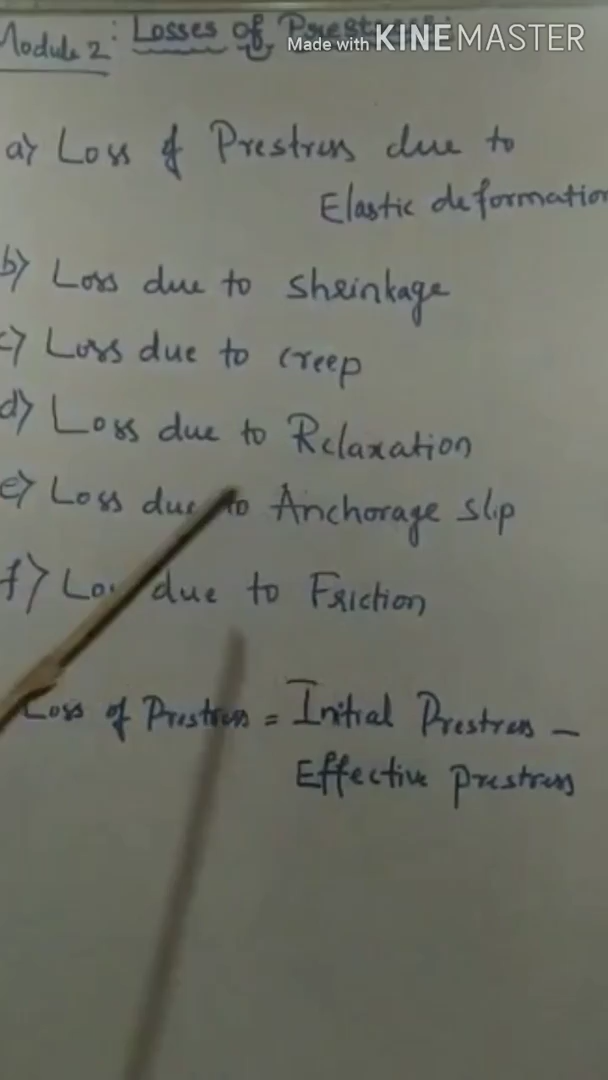 Module 2: Losses of Prestress:
Made with KINEMASTER
a) Loss of Prestress due to
Elastic deformation
b) Loss due to shrinkage
c) Loss due to creep
d) Loss due to Relaxation
e) Loss due to Anchorage slip
f) Los due to Friction
Loss of Prestress = Initial Prestress -
Effective prestress